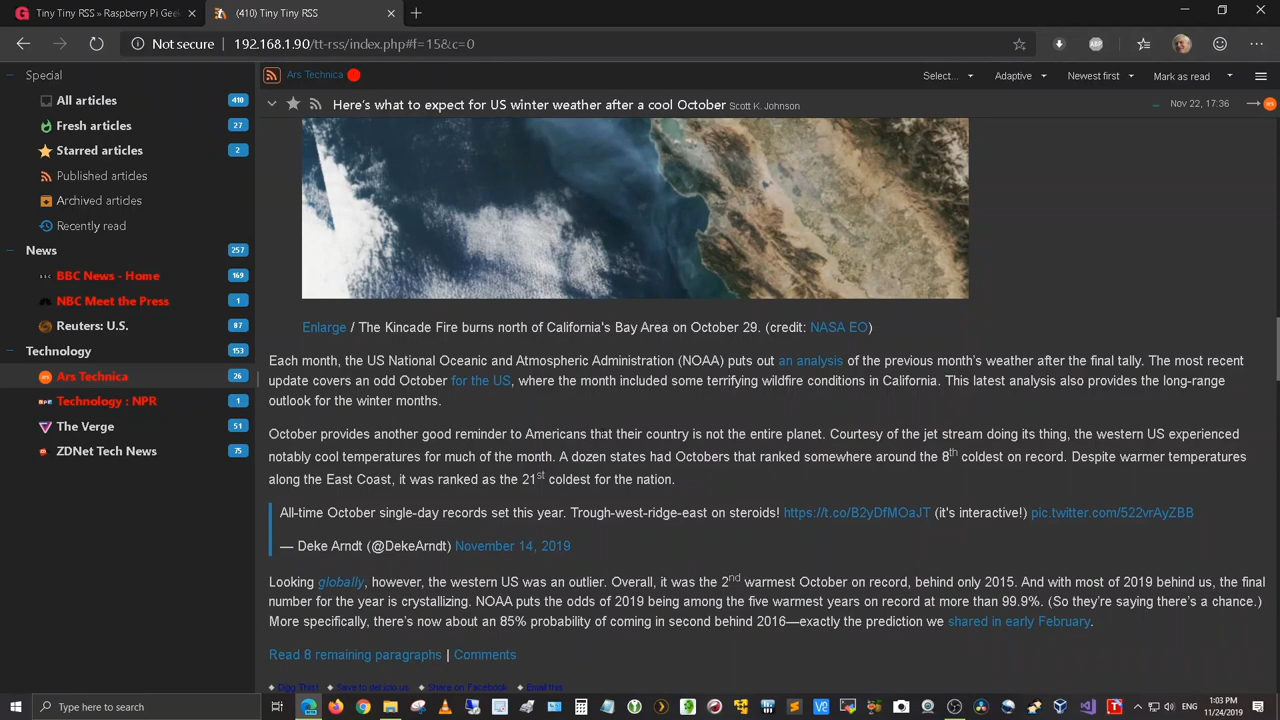 Tiny Tiny RSS » Raspberry Pi Geek
(410) Tiny Tiny RSS
Not secure
192.168.1.90/tt-rss/index.php#f=15&c=0
Special
All articles 410
Fresh articles 27
Starred articles 2
Published articles
Archived articles
Recently read
News 257
BBC News - Home 169
NBC Meet the Press 1
Reuters: U.S. 87
Technology 153
Ars Technica 26
Technology : NPR 1
The Verge 51
ZDNet Tech News 75
Ars Technica
Select...
Adaptive
Newest first
Mark as read
Here's what to expect for US winter weather after a cool October Scott K. Johnson
Nov 22, 17:36
Enlarge / The Kincade Fire burns north of California's Bay Area on October 29. (credit: NASA EO)
Each month, the US National Oceanic and Atmospheric Administration (NOAA) puts out an analysis of the previous month's weather after the final tally. The most recent
update covers an odd October for the US, where the month included some terrifying wildfire conditions in California. This latest analysis also provides the long-range
outlook for the winter months.
October provides another good reminder to Americans that their country is not the entire planet. Courtesy of the jet stream doing its thing, the western US experienced
notably cool temperatures for much of the month. A dozen states had Octobers that ranked somewhere around the 8th coldest on record. Despite warmer temperatures
along the East Coast, it was ranked as the 21st coldest for the nation.
All-time October single-day records set this year. Trough-west-ridge-east on steroids! https://t.co/B2yDfMOaJT (it's interactive!) pic.twitter.com/522vrAyZBB
— Deke Arndt (@DekeArndt) November 14, 2019
Looking globally, however, the western US was an outlier. Overall, it was the 2nd warmest October on record, behind only 2015. And with most of 2019 behind us, the final
number for the year is crystallizing. NOAA puts the odds of 2019 being among the five warmest years on record at more than 99.9%. (So they're saying there's a chance.)
More specifically, there's now about an 85% probability of coming in second behind 2016—exactly the prediction we shared in early February.
Read 8 remaining paragraphs | Comments
Digg This! Save to del.icio.us Share on Facebook Email this
Type here to search
ENG
1:03 PM
11/24/2019